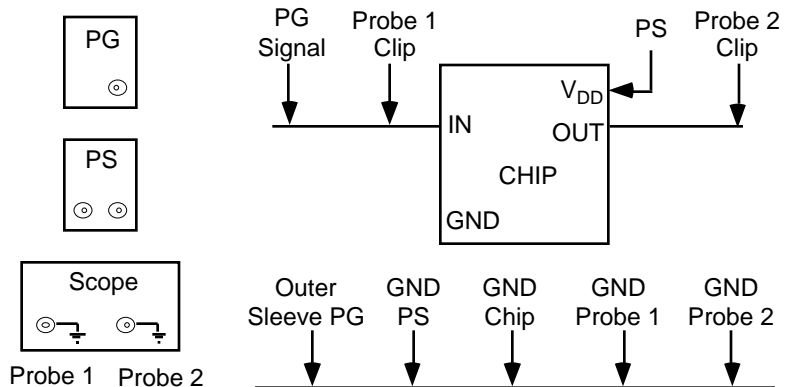 PG
PS
Scope
Probe 1 Probe 2
PG
Signal
Probe 1
Clip
PS
Probe 2
Clip
VDD
IN
OUT
CHIP
GND
Outer
Sleeve PG
GND
PS
GND
Chip
GND
Probe 1
GND
Probe 2